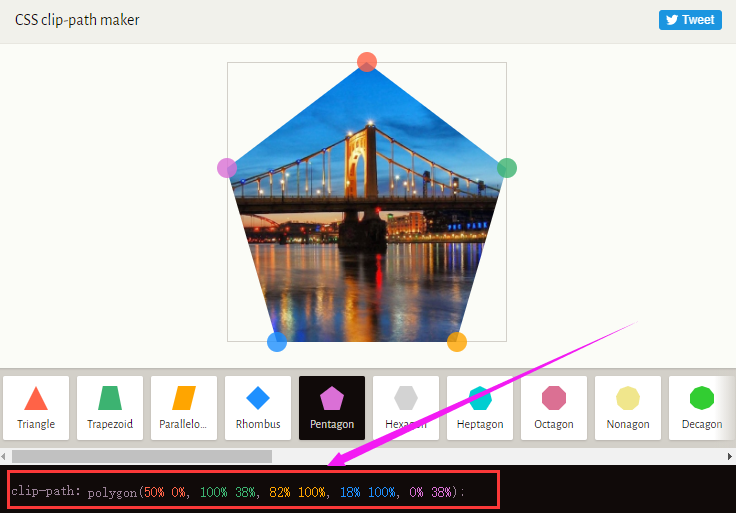 CSS clip-path maker
Tweet
Triangle
Trapezoid
Parallelo...
Rhombus
Pentagon
Hexagon
Heptagon
Octagon
Nonagon
Decagon
clip-path: polygon(50% 0%, 100% 38%, 82% 100%, 18% 100%, 0% 38%);